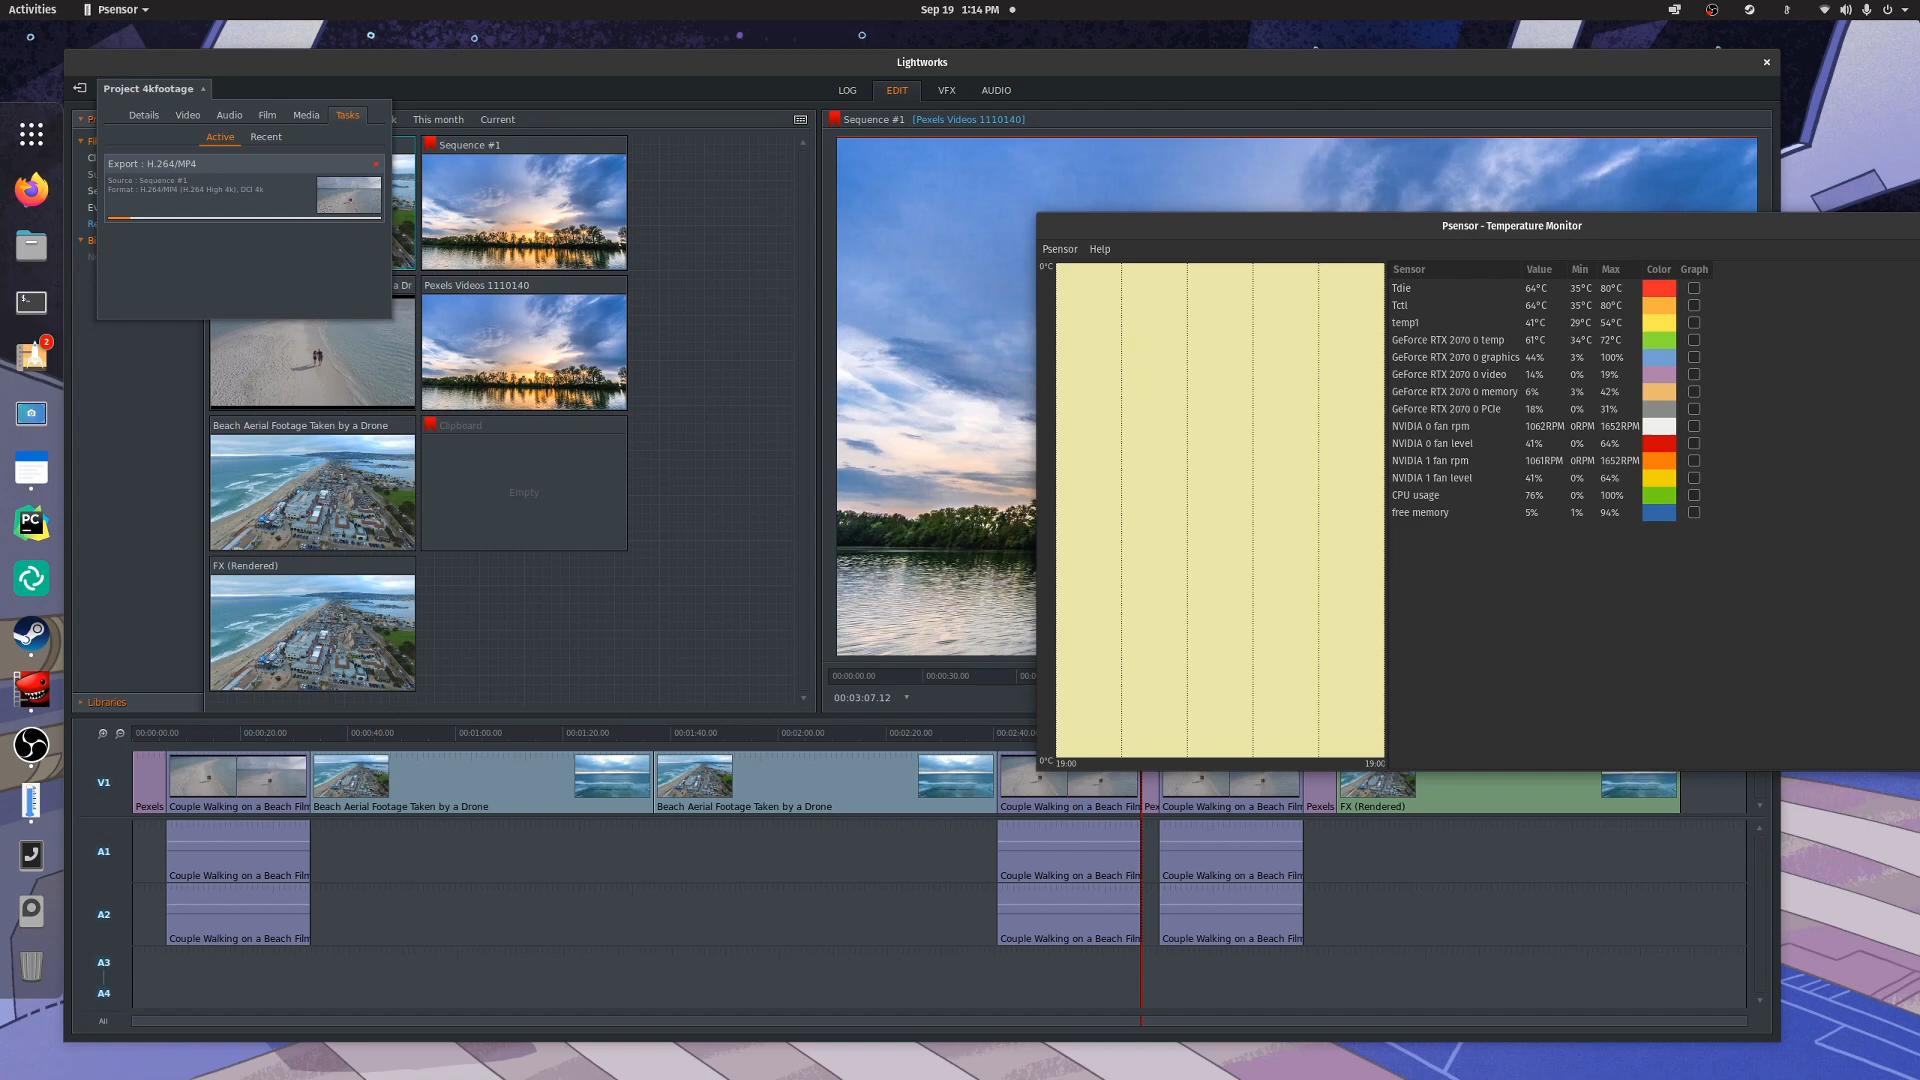 Activities
Psensor
Sep 19 1:14 PM
Lightworks
Project 4kfootage
LOG
EDIT
VFX
AUDIO
Details
Video
Audio
Film
Media
Tasks
Active
Recent
Export : H.264/MP4
Source : Sequence #1
Format : H.264/MP4 (H.264 High 4k), DCI 4k
This month
Current
Sequence #1
a Dr
Pexels Videos 1110140
Beach Aerial Footage Taken by a Drone
Clipboard
Empty
FX (Rendered)
Libraries
Sequence #1 [Pexels Videos 1110140]
00:00:00.00
00:00:30.00
00:0
00:03:07.12
Psensor - Temperature Monitor
Psensor
Help
0°C
0°C
19:00
19:00
Sensor Value Min Max Color Graph
Tdie 64°C 35°C 80°C
Tctl 64°C 35°C 80°C
temp1 41°C 29°C 54°C
GeForce RTX 2070 0 temp 61°C 34°C 72°C
GeForce RTX 2070 0 graphics 44% 3% 100%
GeForce RTX 2070 0 video 14% 0% 19%
GeForce RTX 2070 0 memory 6% 3% 42%
GeForce RTX 2070 0 PCIe 18% 0% 31%
NVIDIA 0 fan rpm 1062RPM 0RPM 1652RPM
NVIDIA 0 fan level 41% 0% 64%
NVIDIA 1 fan rpm 1061RPM 0RPM 1652RPM
NVIDIA 1 fan level 41% 0% 64%
CPU usage 76% 0% 100%
free memory 5% 1% 94%
2
PC
00:00:00.00
00:00:20.00
00:00:40.00
00:01:00.00
00:01:20.00
00:01:40.00
00:02:00.00
00:02:20.00
00:02:40.0
V1
Pexels
Couple Walking on a Beach Film
Beach Aerial Footage Taken by a Drone
Beach Aerial Footage Taken by a Drone
Couple Walking on a Beach Film
Pex
Couple Walking on a Beach Film
Pexels
FX (Rendered)
A1
Couple Walking on a Beach Film
Couple Walking on a Beach Film
Couple Walking on a Beach Film
A2
Couple Walking on a Beach Film
Couple Walking on a Beach Film
Couple Walking on a Beach Film
A3
A4
All